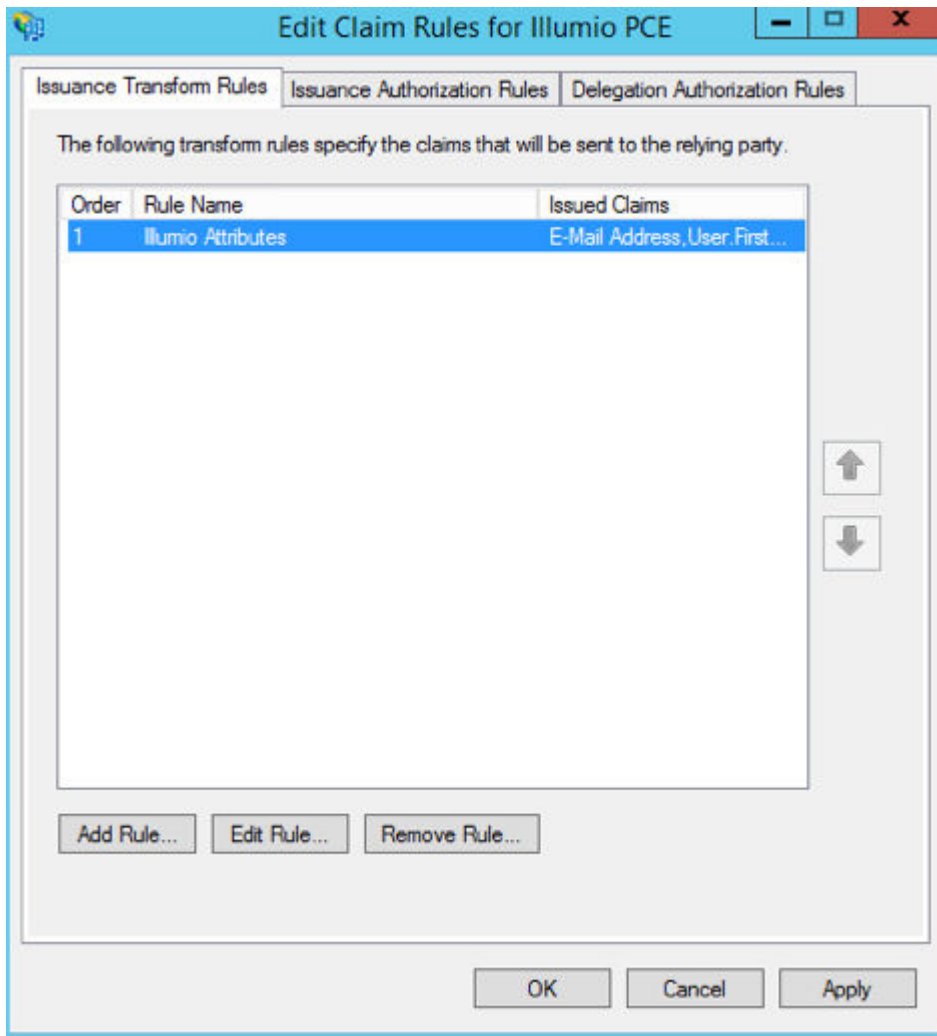 Edit Claim Rules for Illumio PCE
Issuance Transform Rules Issuance Authorization Rules Delegation Authorization Rules
The following transform rules specify the claims that will be sent to the relying party.
Order Rule Name Issued Claims
1 Illumio Attributes E-Mail Address,User.First...
Add Rule... Edit Rule... Remove Rule...
OK Cancel Apply